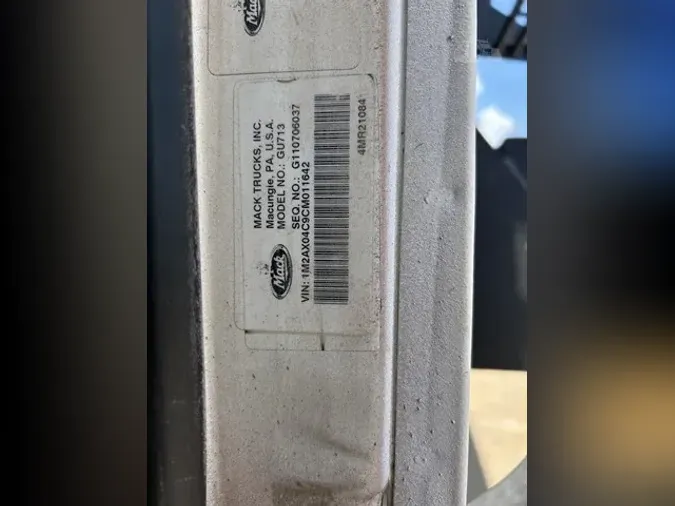 Mack
MACK TRUCKS, INC.
Macungie, PA, U.S.A.
MODEL NO.: GU713
SEQ. NO.: G110706037
Mack
VIN: 1M2AX04C9CM011642
4MR21084